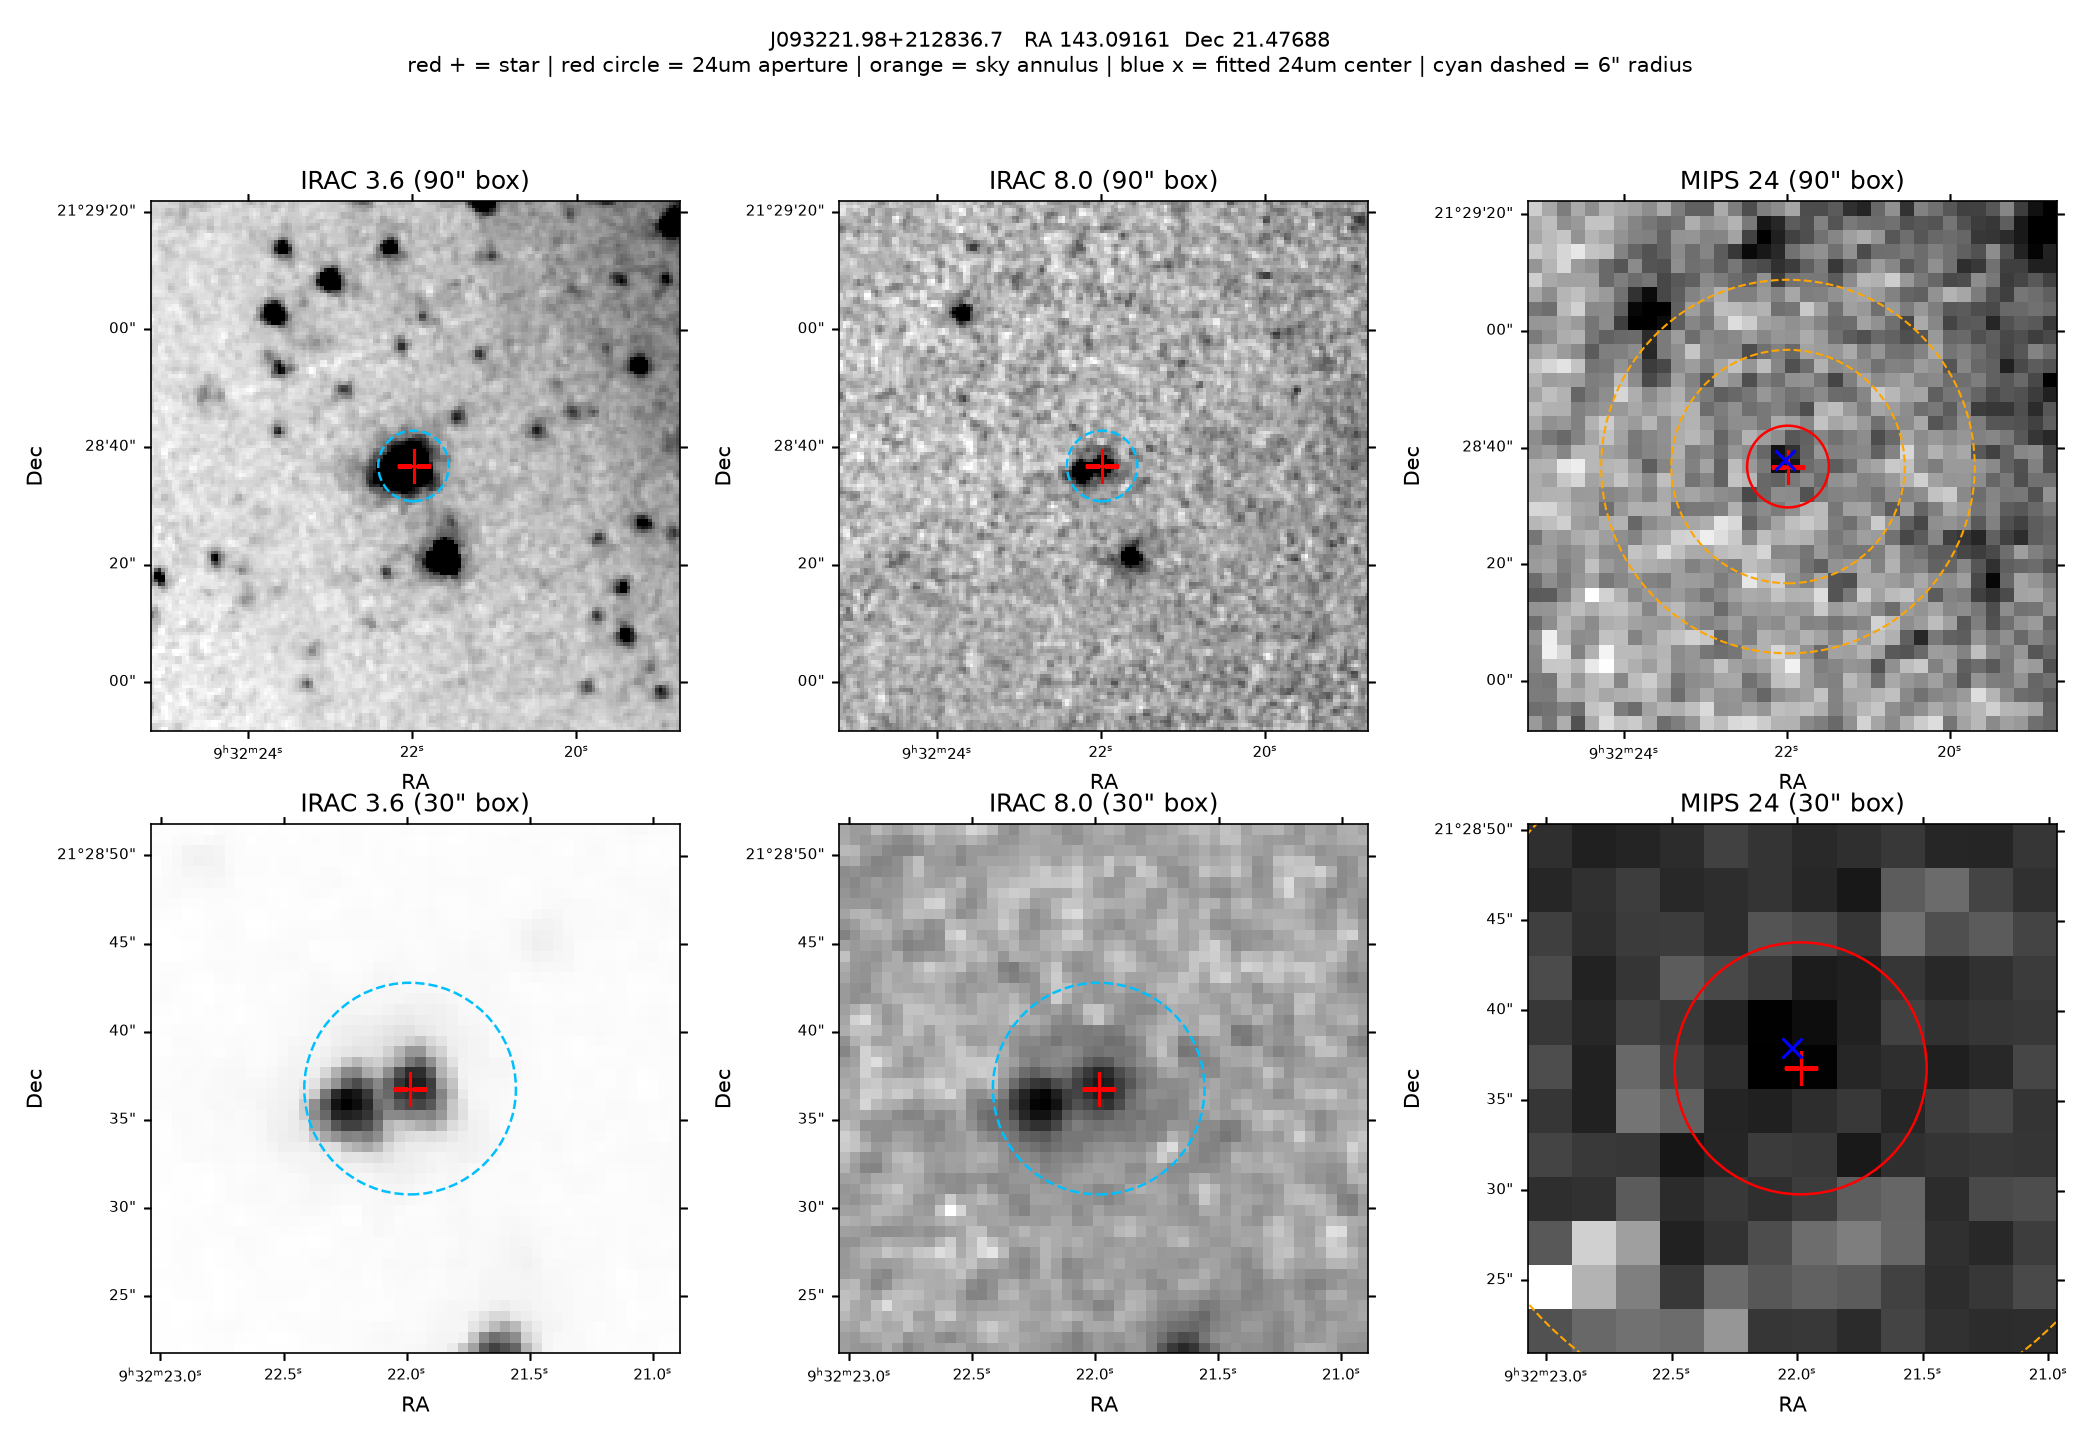 J093221.98+212836.7   RA 143.09161  Dec 21.47688
red + = star | red circle = 24um aperture | orange = sky annulus | blue x = fitted 24um center | cyan dashed = 6" radius
IRAC 3.6 (90" box)
21°29'20"
00"
28'40"
20"
00"
Dec
9h32m24s
22s
20s
RA
IRAC 8.0 (90" box)
21°29'20"
00"
28'40"
20"
00"
Dec
9h32m24s
22s
20s
RA
MIPS 24 (90" box)
21°29'20"
00"
28'40"
20"
00"
Dec
9h32m24s
22s
20s
RA
IRAC 3.6 (30" box)
21°28'50"
45"
40"
35"
30"
25"
Dec
9h32m23.0s
22.5s
22.0s
21.5s
21.0s
RA
IRAC 8.0 (30" box)
21°28'50"
45"
40"
35"
30"
25"
Dec
9h32m23.0s
22.5s
22.0s
21.5s
21.0s
RA
MIPS 24 (30" box)
21°28'50"
45"
40"
35"
30"
25"
Dec
9h32m23.0s
22.5s
22.0s
21.5s
21.0s
RA